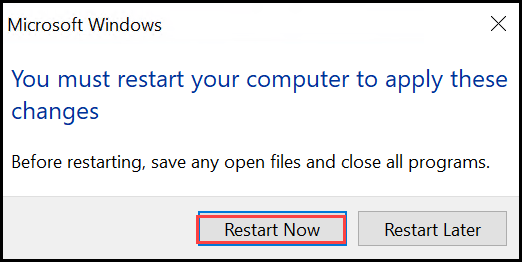 Microsoft Windows
You must restart your computer to apply these
changes
Before restarting, save any open files and close all programs.
Restart Now
Restart Later